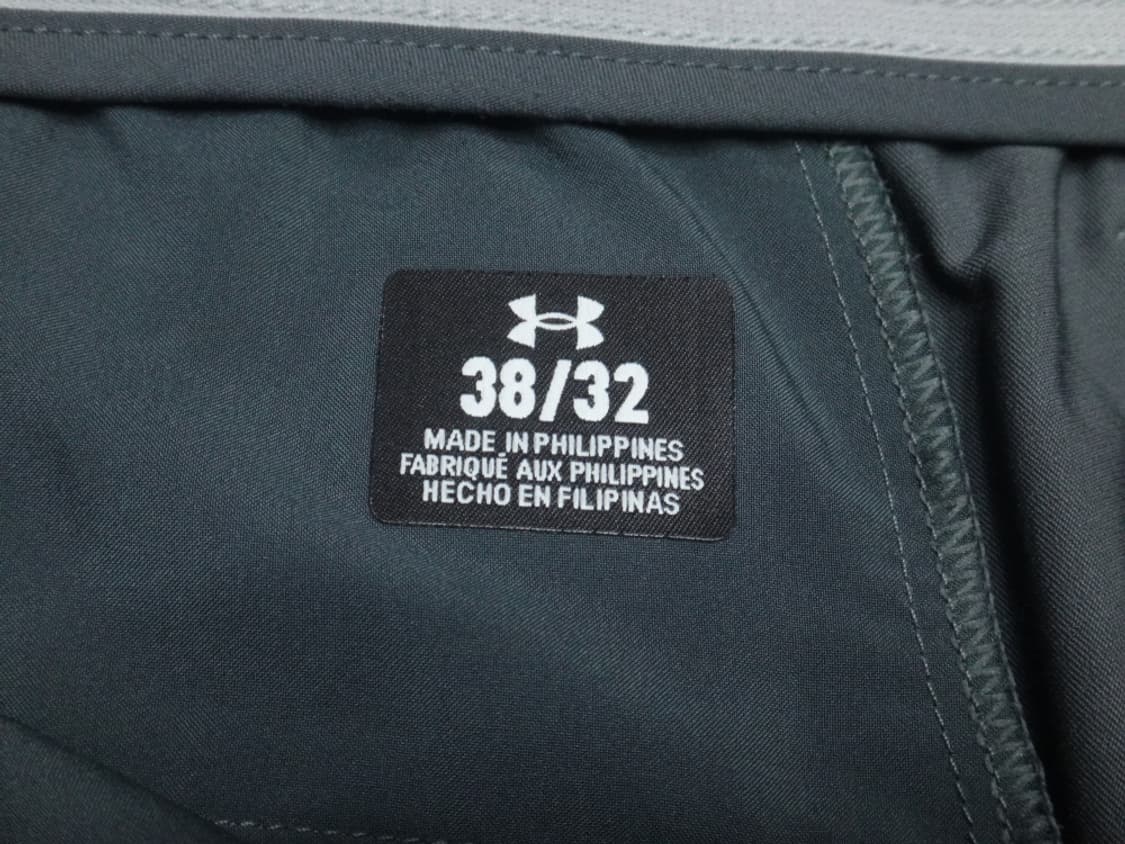 38/32
MADE IN PHILIPPINES
FABRIQUÉ AUX PHILIPPINES
HECHO EN FILIPINAS